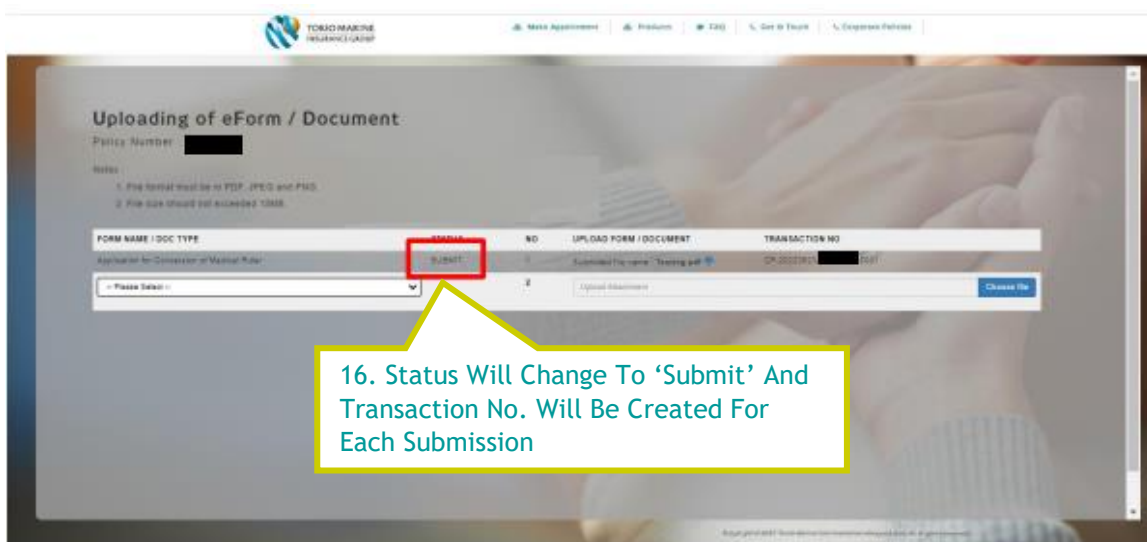 TOKIO MARINE
INSURANCE GROUP
Make Appointment Products FAQ Get In Touch Corporate Policies
Uploading of eForm / Document
Policy Number
Notes
1. File format must be in PDF, JPEG and PNG.
2. File size should not exceeded 10MB.
FORM NAME / DOC TYPE STATUS NO UPLOAD FORM / DOCUMENT TRANSACTION NO
Application for Conversion of Medical Rider SUBMIT 1 Submitted file name: Testing.pdf
-- Please Select -- 2 Upload Attachment Choose file
16. Status Will Change To ‘Submit’ And
Transaction No. Will Be Created For
Each Submission